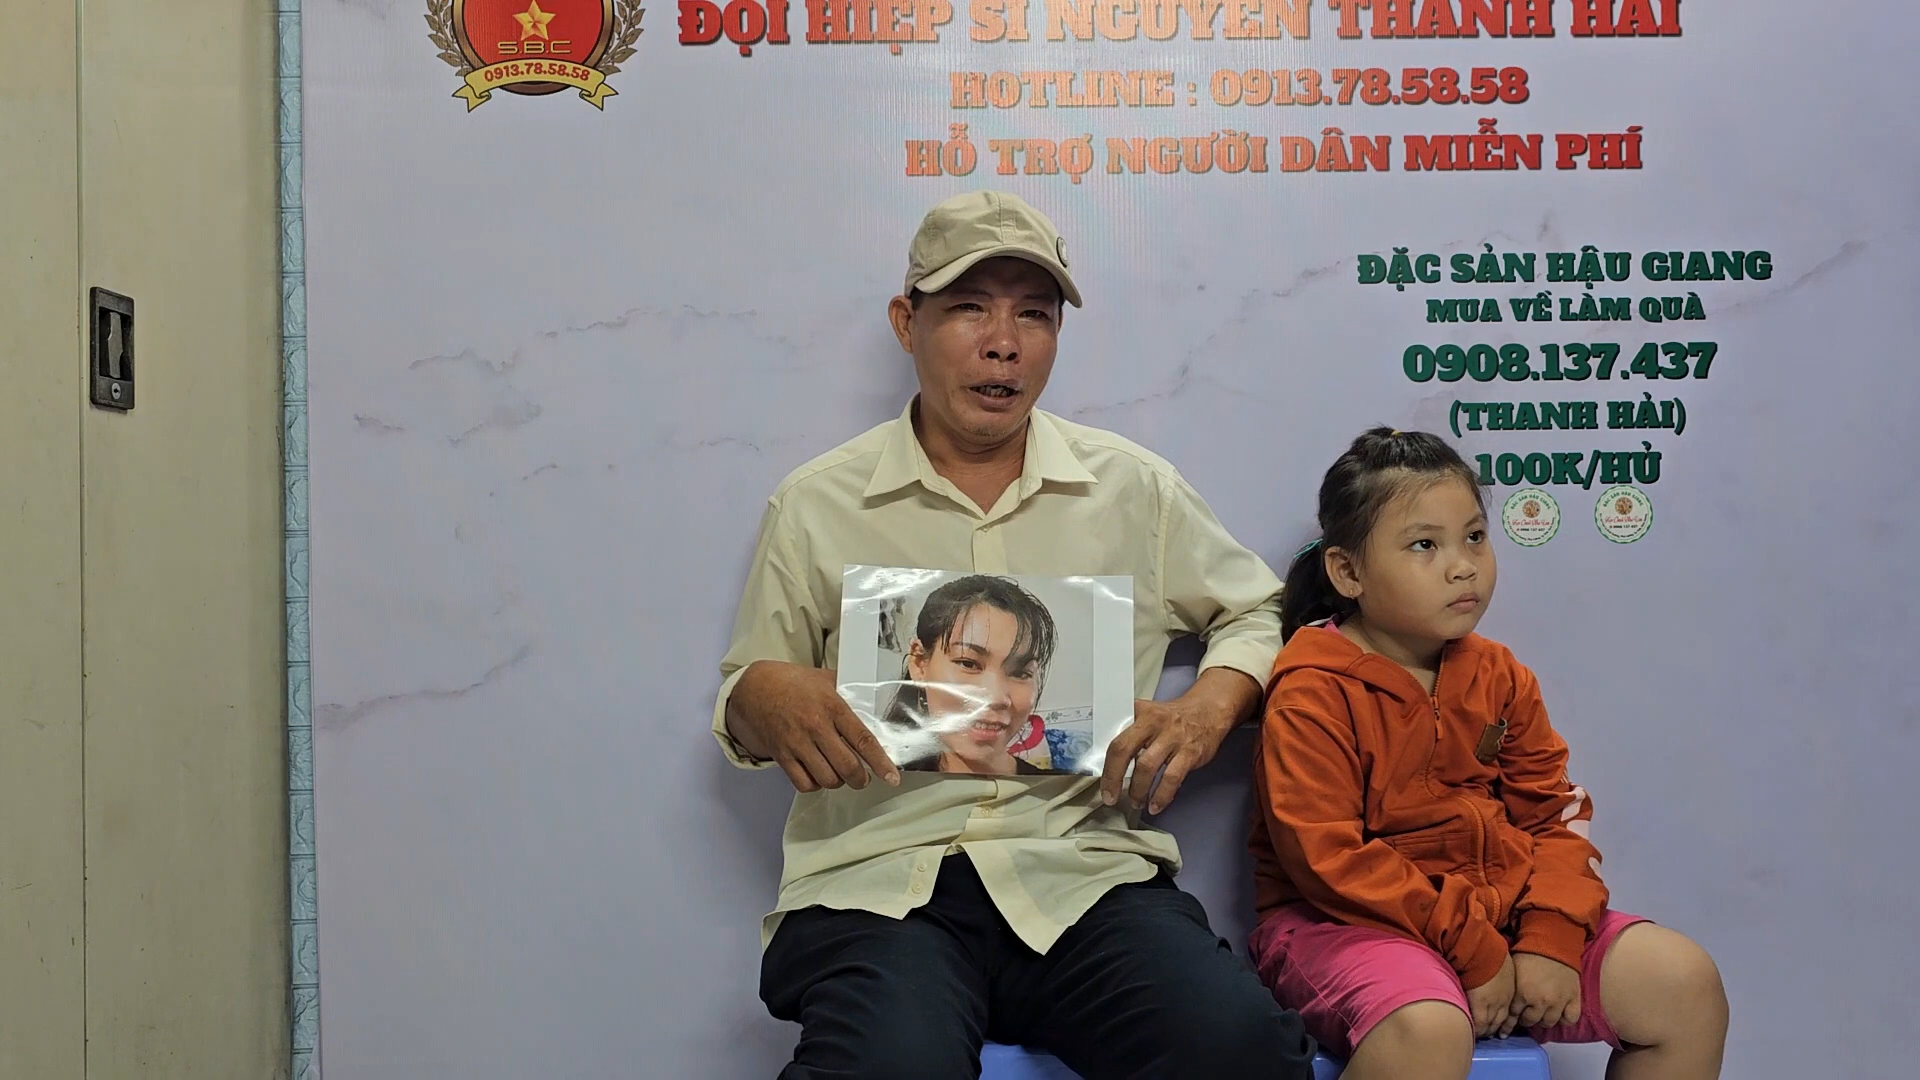 S.B.C
0913.78.58.58
ĐỘI HIỆP SĨ NGUYỄN THANH HẢI
HOTLINE : 0913.78.58.58
HỖ TRỢ NGƯỜI DÂN MIỄN PHÍ
ĐẶC SẢN HẬU GIANG
MUA VỀ LÀM QUÀ
0908.137.437
(THANH HẢI)
100K/HỦ